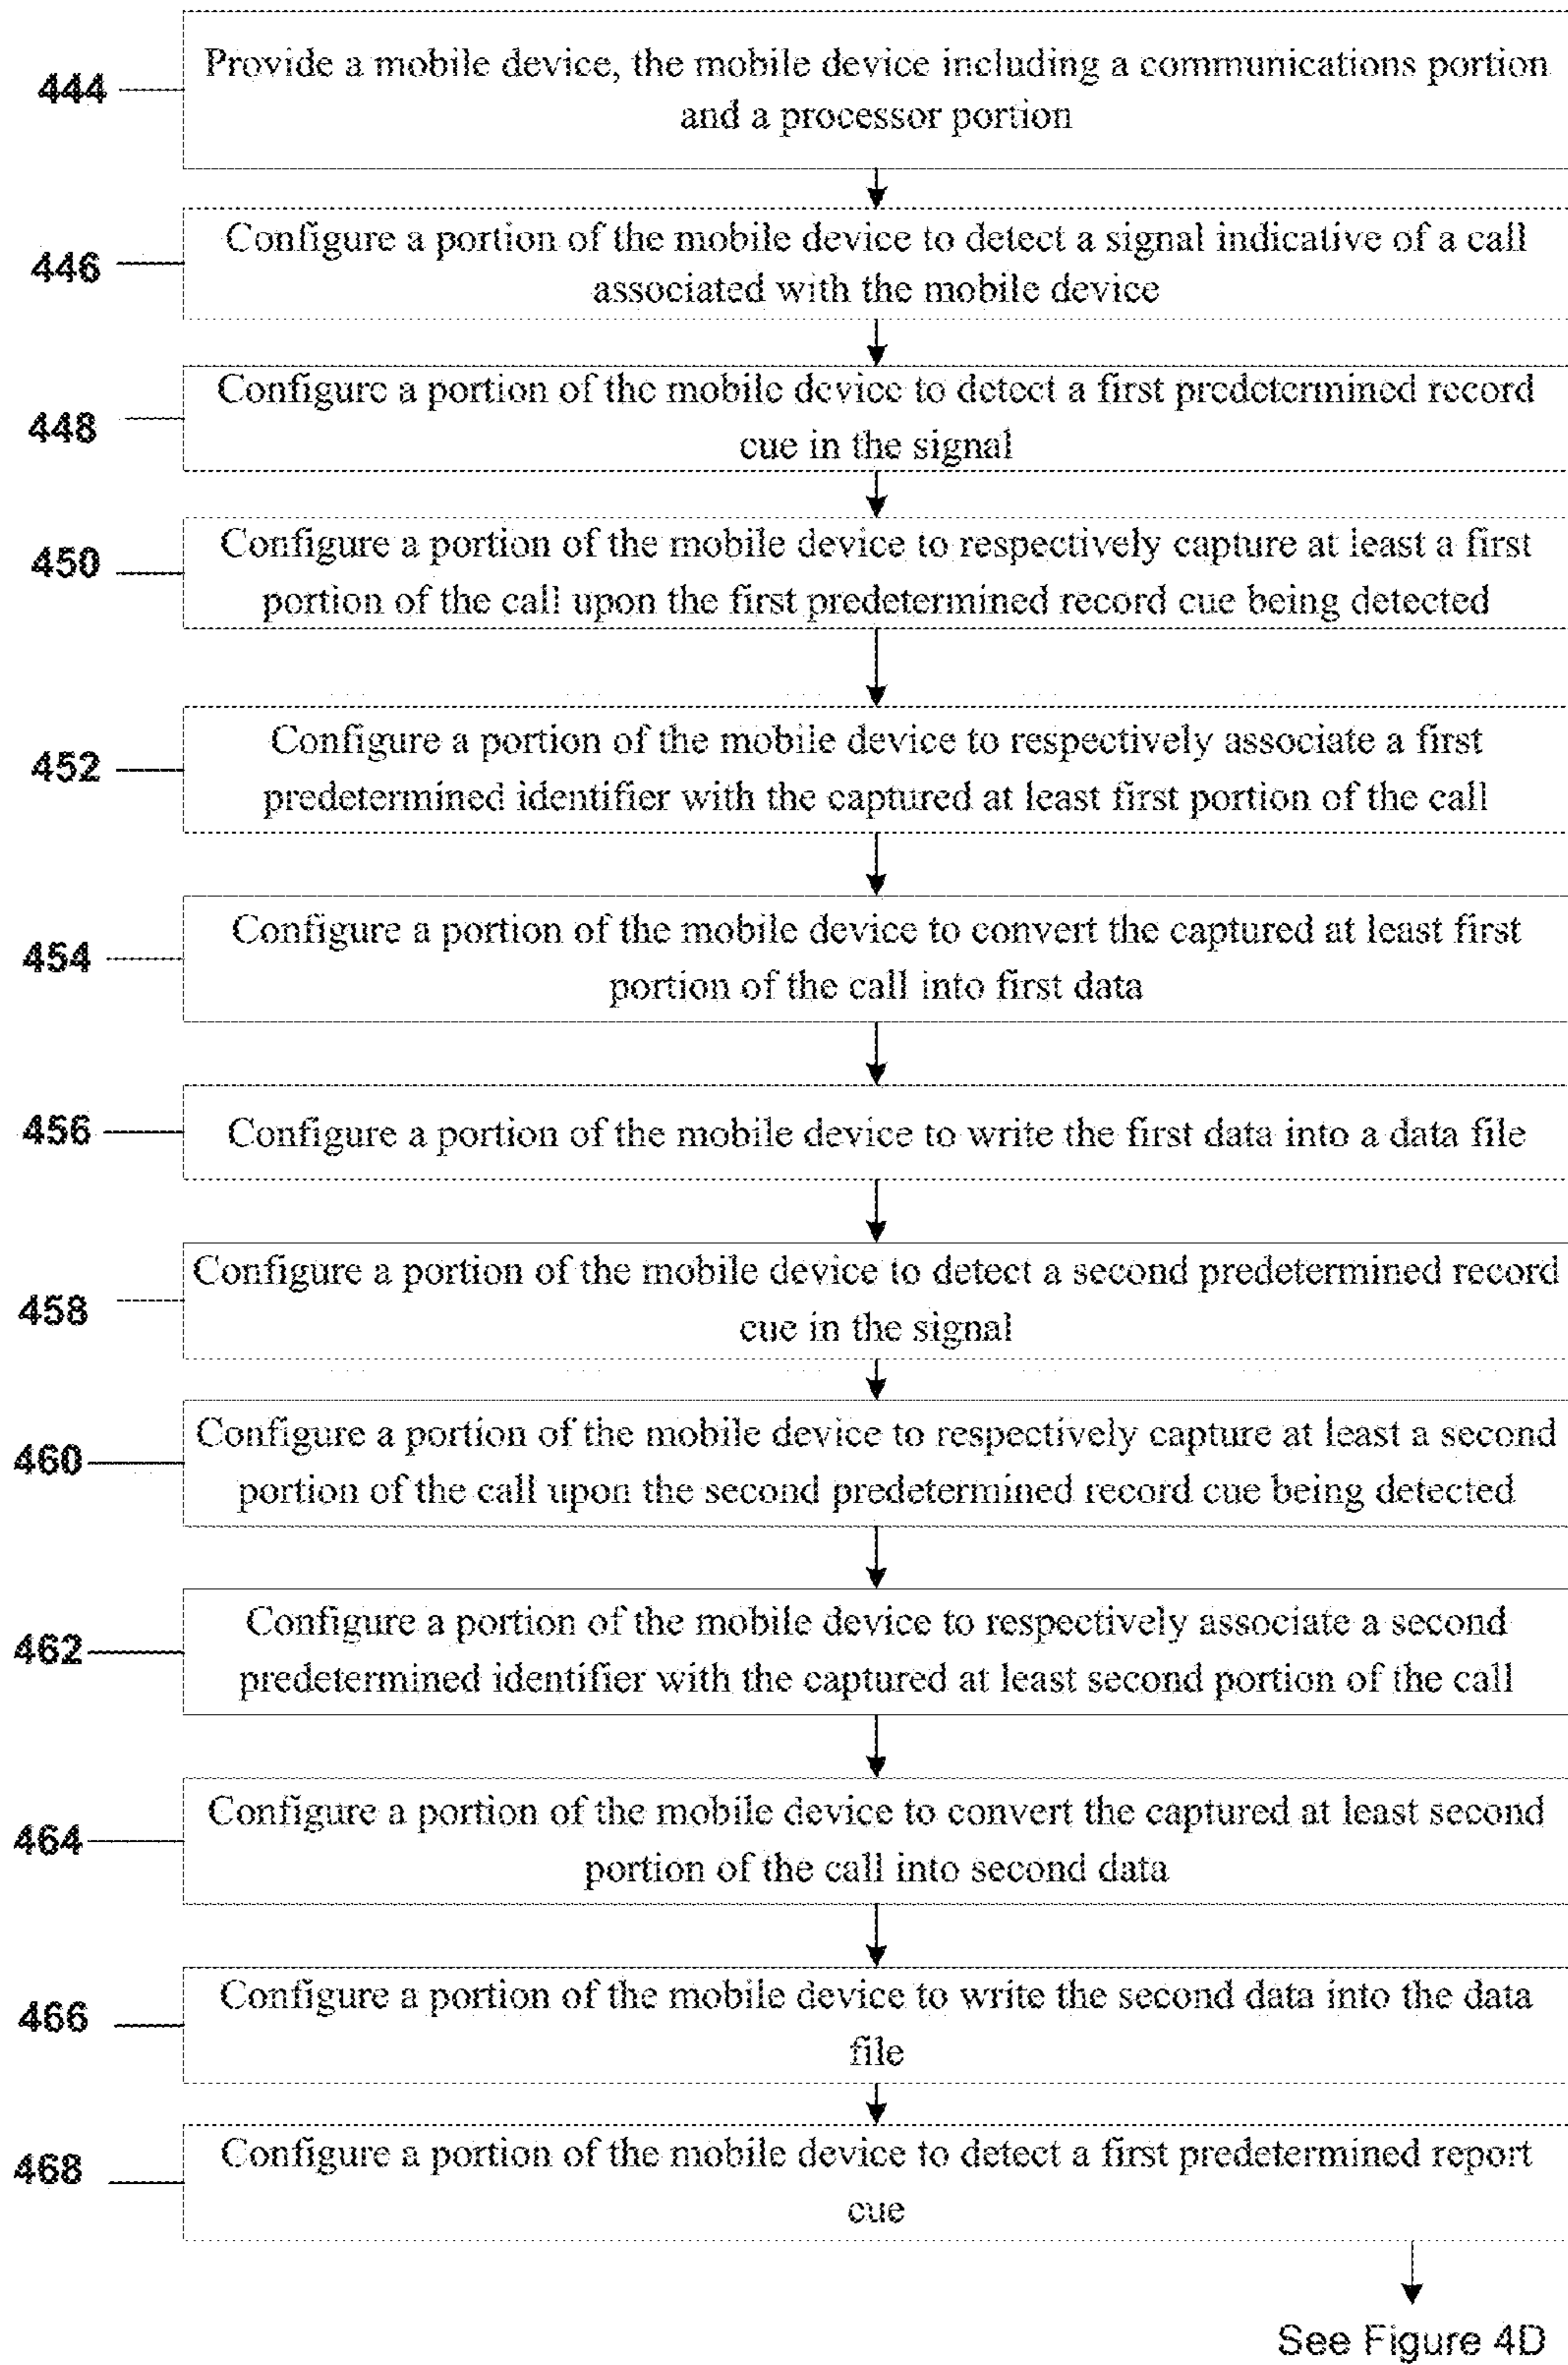 444
Provide a mobile device, the mobile device including a communications portion
and a processor portion
446
Configure a portion of the mobile device to detect a signal indicative of a call
associated with the mobile device
448
Configure a portion of the mobile device to detect a first predetermined record
cue in the signal
450
Configure a portion of the mobile device to respectively capture at least a first
portion of the call upon the first predetermined record cue being detected
452
Configure a portion of the mobile device to respectively associate a first
predetermined identifier with the captured at least first portion of the call
454
Configure a portion of the mobile device to convert the captured at least first
portion of the call into first data
456
Configure a portion of the mobile device to write the first data into a data file
458
Configure a portion of the mobile device to detect a second predetermined record
cue in the signal
460
Configure a portion of the mobile device to respectively capture at least a second
portion of the call upon the second predetermined record cue being detected
462
Configure a portion of the mobile device to respectively associate a second
predetermined identifier with the captured at least second portion of the call
464
Configure a portion of the mobile device to convert the captured at least second
portion of the call into second data
466
Configure a portion of the mobile device to write the second data into the data
file
468
Configure a portion of the mobile device to detect a first predetermined report
cue
See Figure 4D